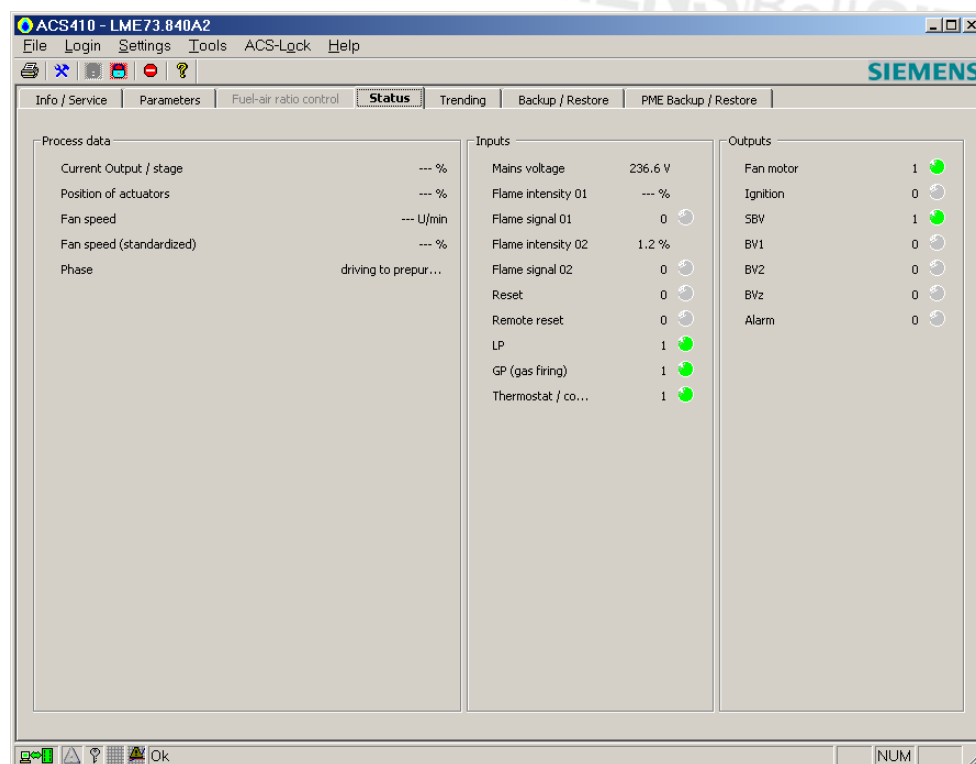 ACS410 - LME73.840A2
File Login Settings Tools ACS-Lock Help
SIEMENS
Info / Service Parameters Fuel-air ratio control Status Trending Backup / Restore PME Backup / Restore
Process data
Current Output / stage --- %
Position of actuators --- %
Fan speed --- U/min
Fan speed (standardized) --- %
Phase driving to prepur...
Inputs
Mains voltage 236.6 V
Flame intensity 01 --- %
Flame signal 01 0
Flame intensity 02 1.2 %
Flame signal 02 0
Reset 0
Remote reset 0
LP 1
GP (gas firing) 1
Thermostat / co... 1
Outputs
Fan motor 1
Ignition 0
SBV 1
BV1 0
BV2 0
BVz 0
Alarm 0
Ok NUM